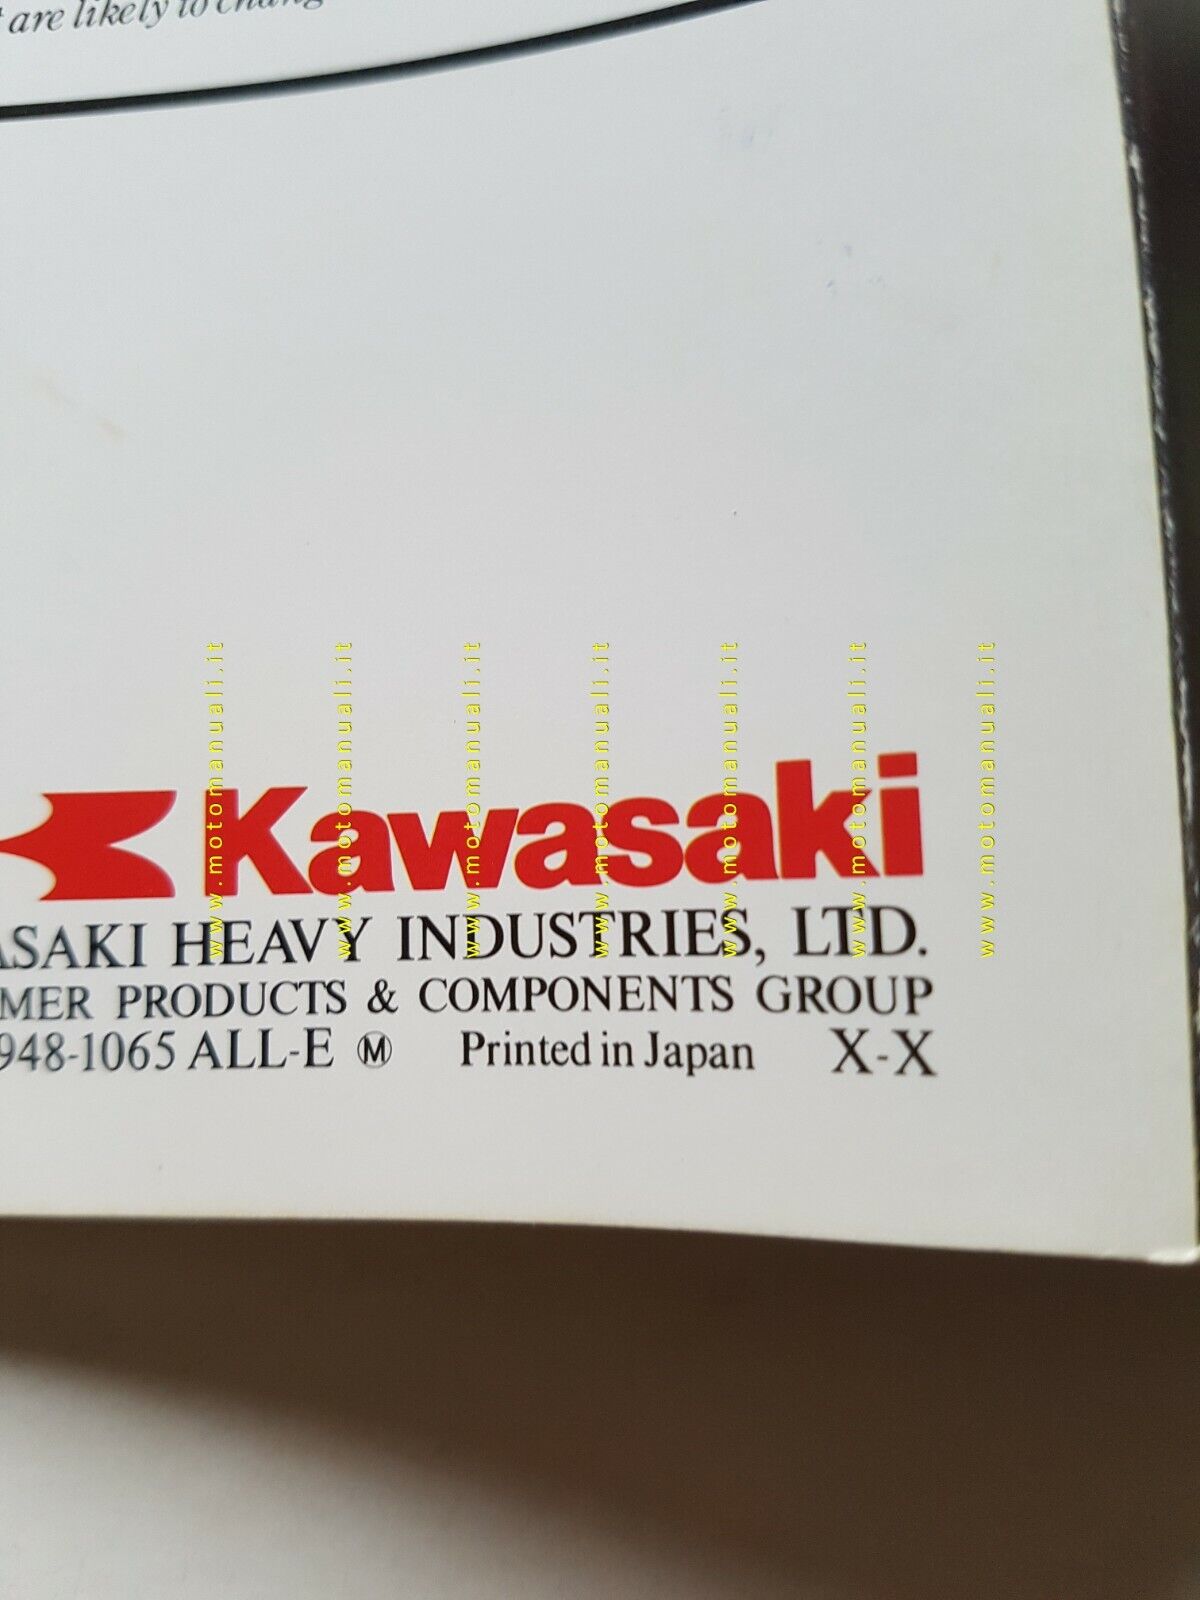 are likely to chang
Kawasaki
ASAKI HEAVY INDUSTRIES, LTD.
MER PRODUCTS & COMPONENTS GROUP
948-1065 ALL-E Ⓜ Printed in Japan X-X
www.motomanuali.it
www.motomanuali.it
www.motomanuali.it
www.motomanuali.it
www.motomanuali.it
www.motomanuali.it
www.motomanuali.it